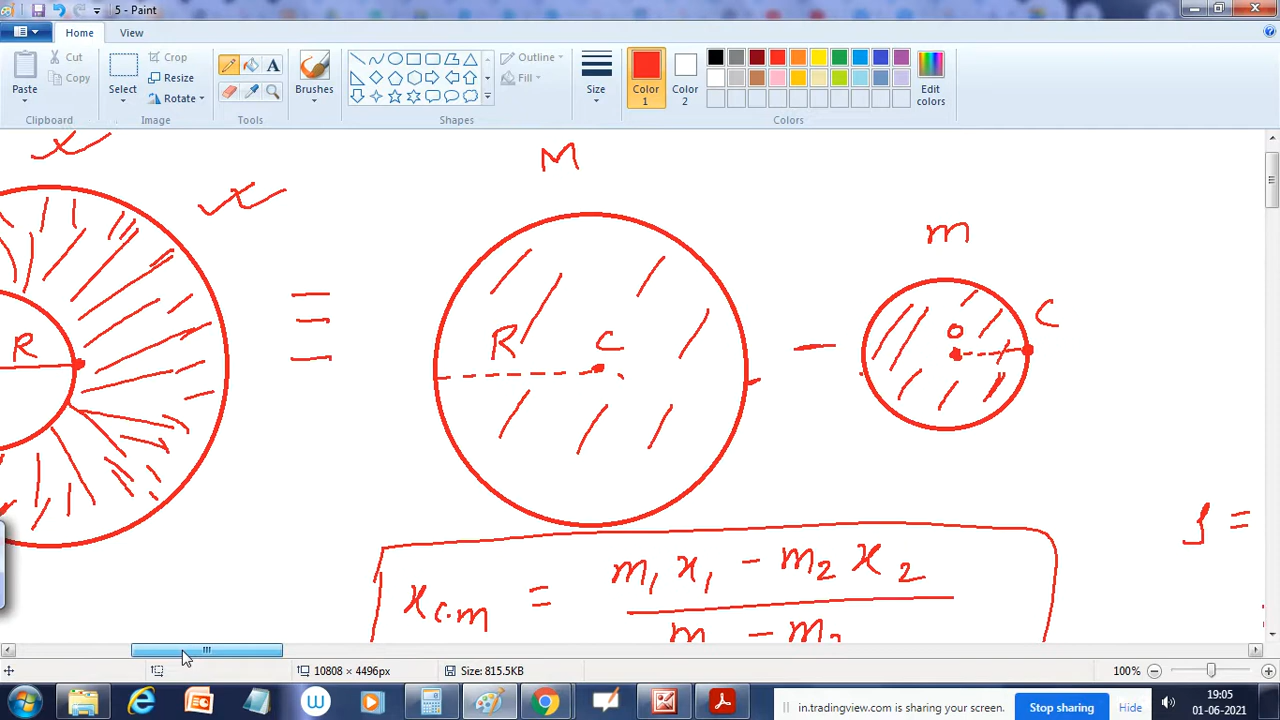 5 - Paint
Home View
Paste
Cut
Copy
Clipboard
Select
Crop
Resize
Rotate
Image
A
Tools
Brushes
Outline
Fill
Shapes
Size
Color 1
Color 2
Edit colors
Colors
M
m
R
=
R C
-
O
C
x c.m = m₁ x₁ - m₂ x₂
m - m₂
ρ =
10808 × 4496px
Size: 815.5KB
100%
in.tradingview.com is sharing your screen.
Stop sharing
Hide
19:05
01-06-2021